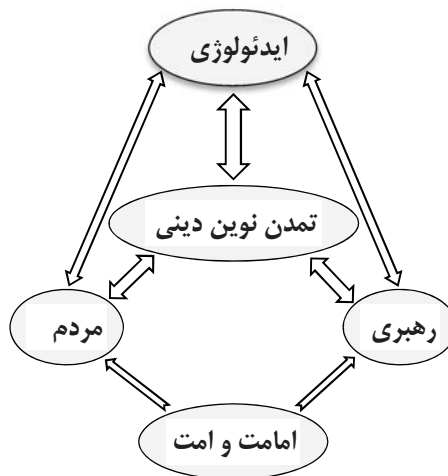 ایدئولوژی
تمدن نوین دینی
رهبری
مردم
امامت و امت